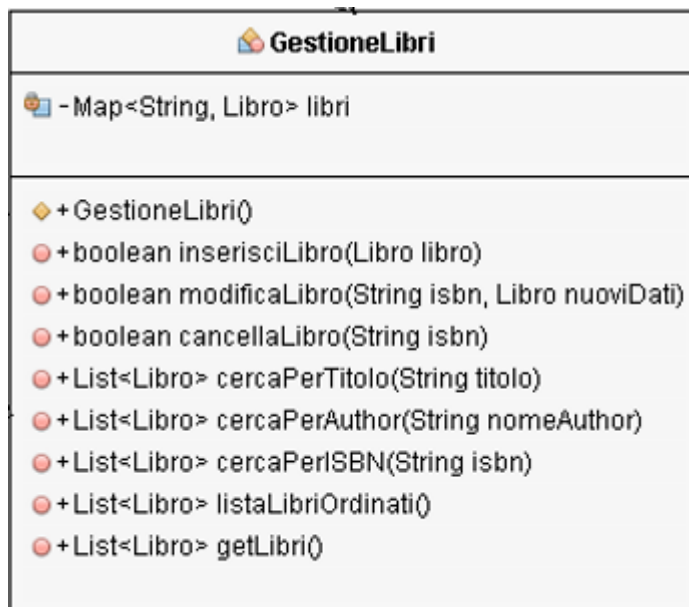 GestioneLibri
-Map<String, Libro> libri
+GestioneLibri()
+boolean inserisciLibro(Libro libro)
+boolean modificaLibro(String isbn, Libro nuoviDati)
+boolean cancellaLibro(String isbn)
+List<Libro> cercaPerTitolo(String titolo)
+List<Libro> cercaPerAuthor(String nomeAuthor)
+List<Libro> cercaPerISBN(String isbn)
+List<Libro> listaLibriOrdinati()
+List<Libro> getLibri()